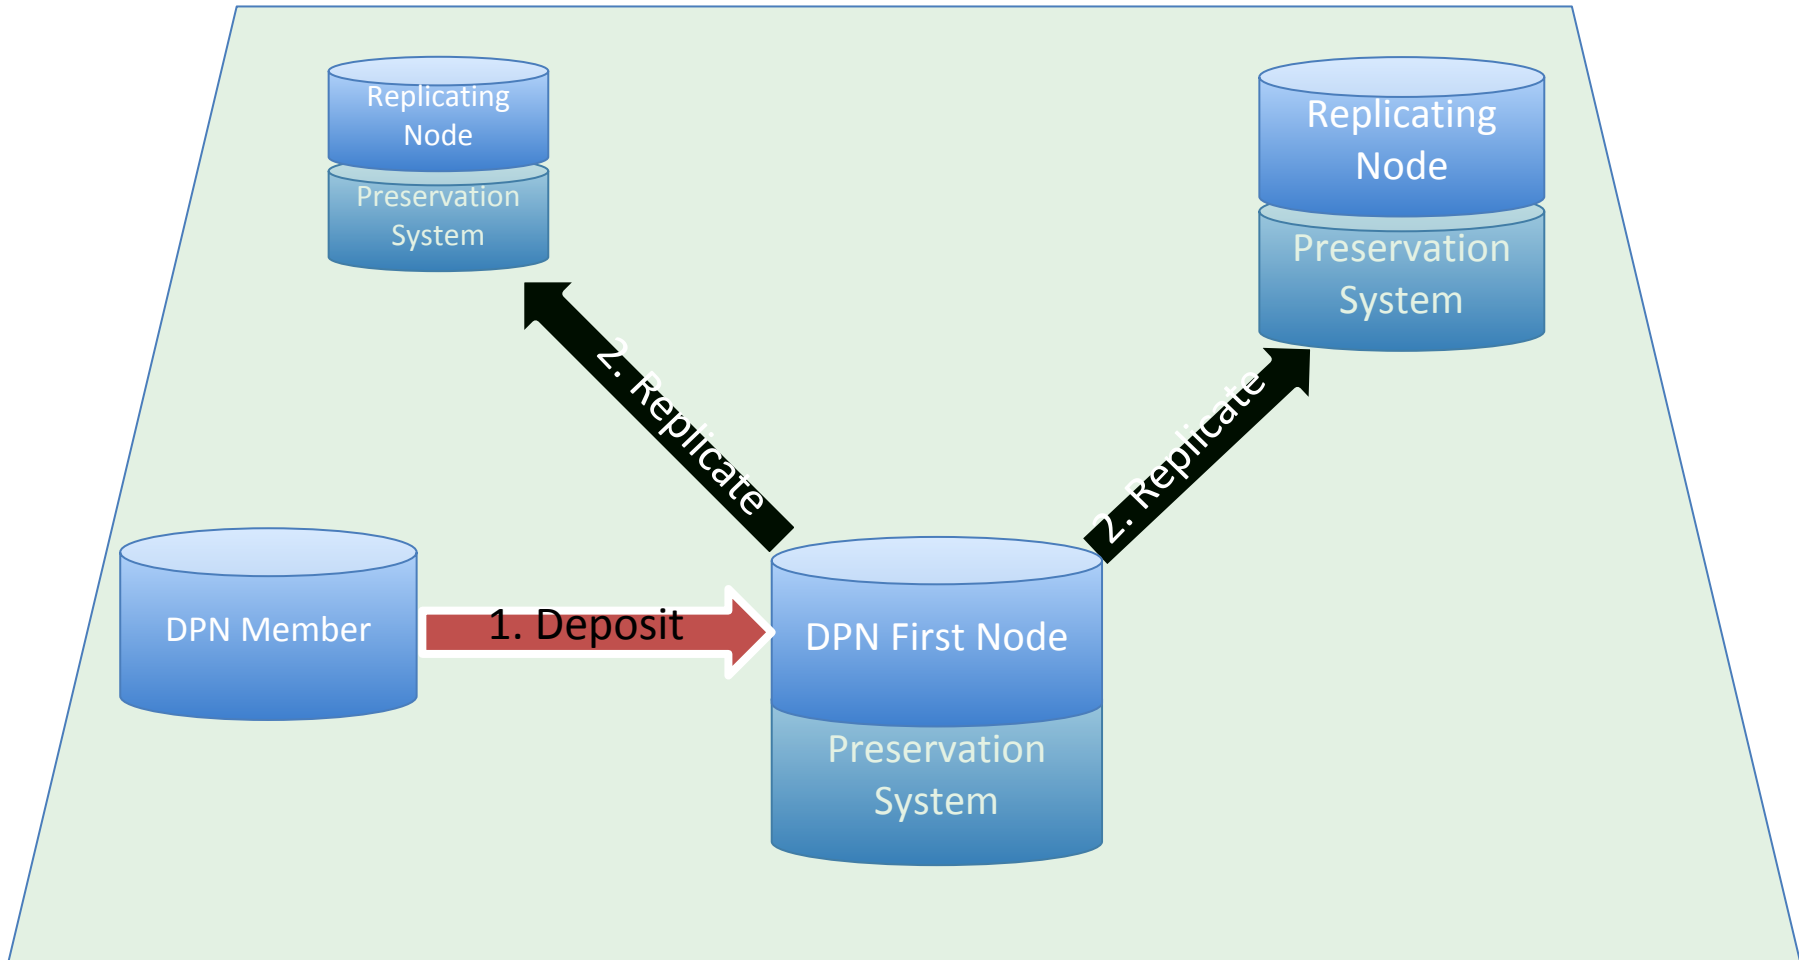 Replicating
Node
Preservation
System
Replicating
Node
Preservation
System
2. Replicate
2. Replicate
DPN Member
1. Deposit
DPN First Node
Preservation
System